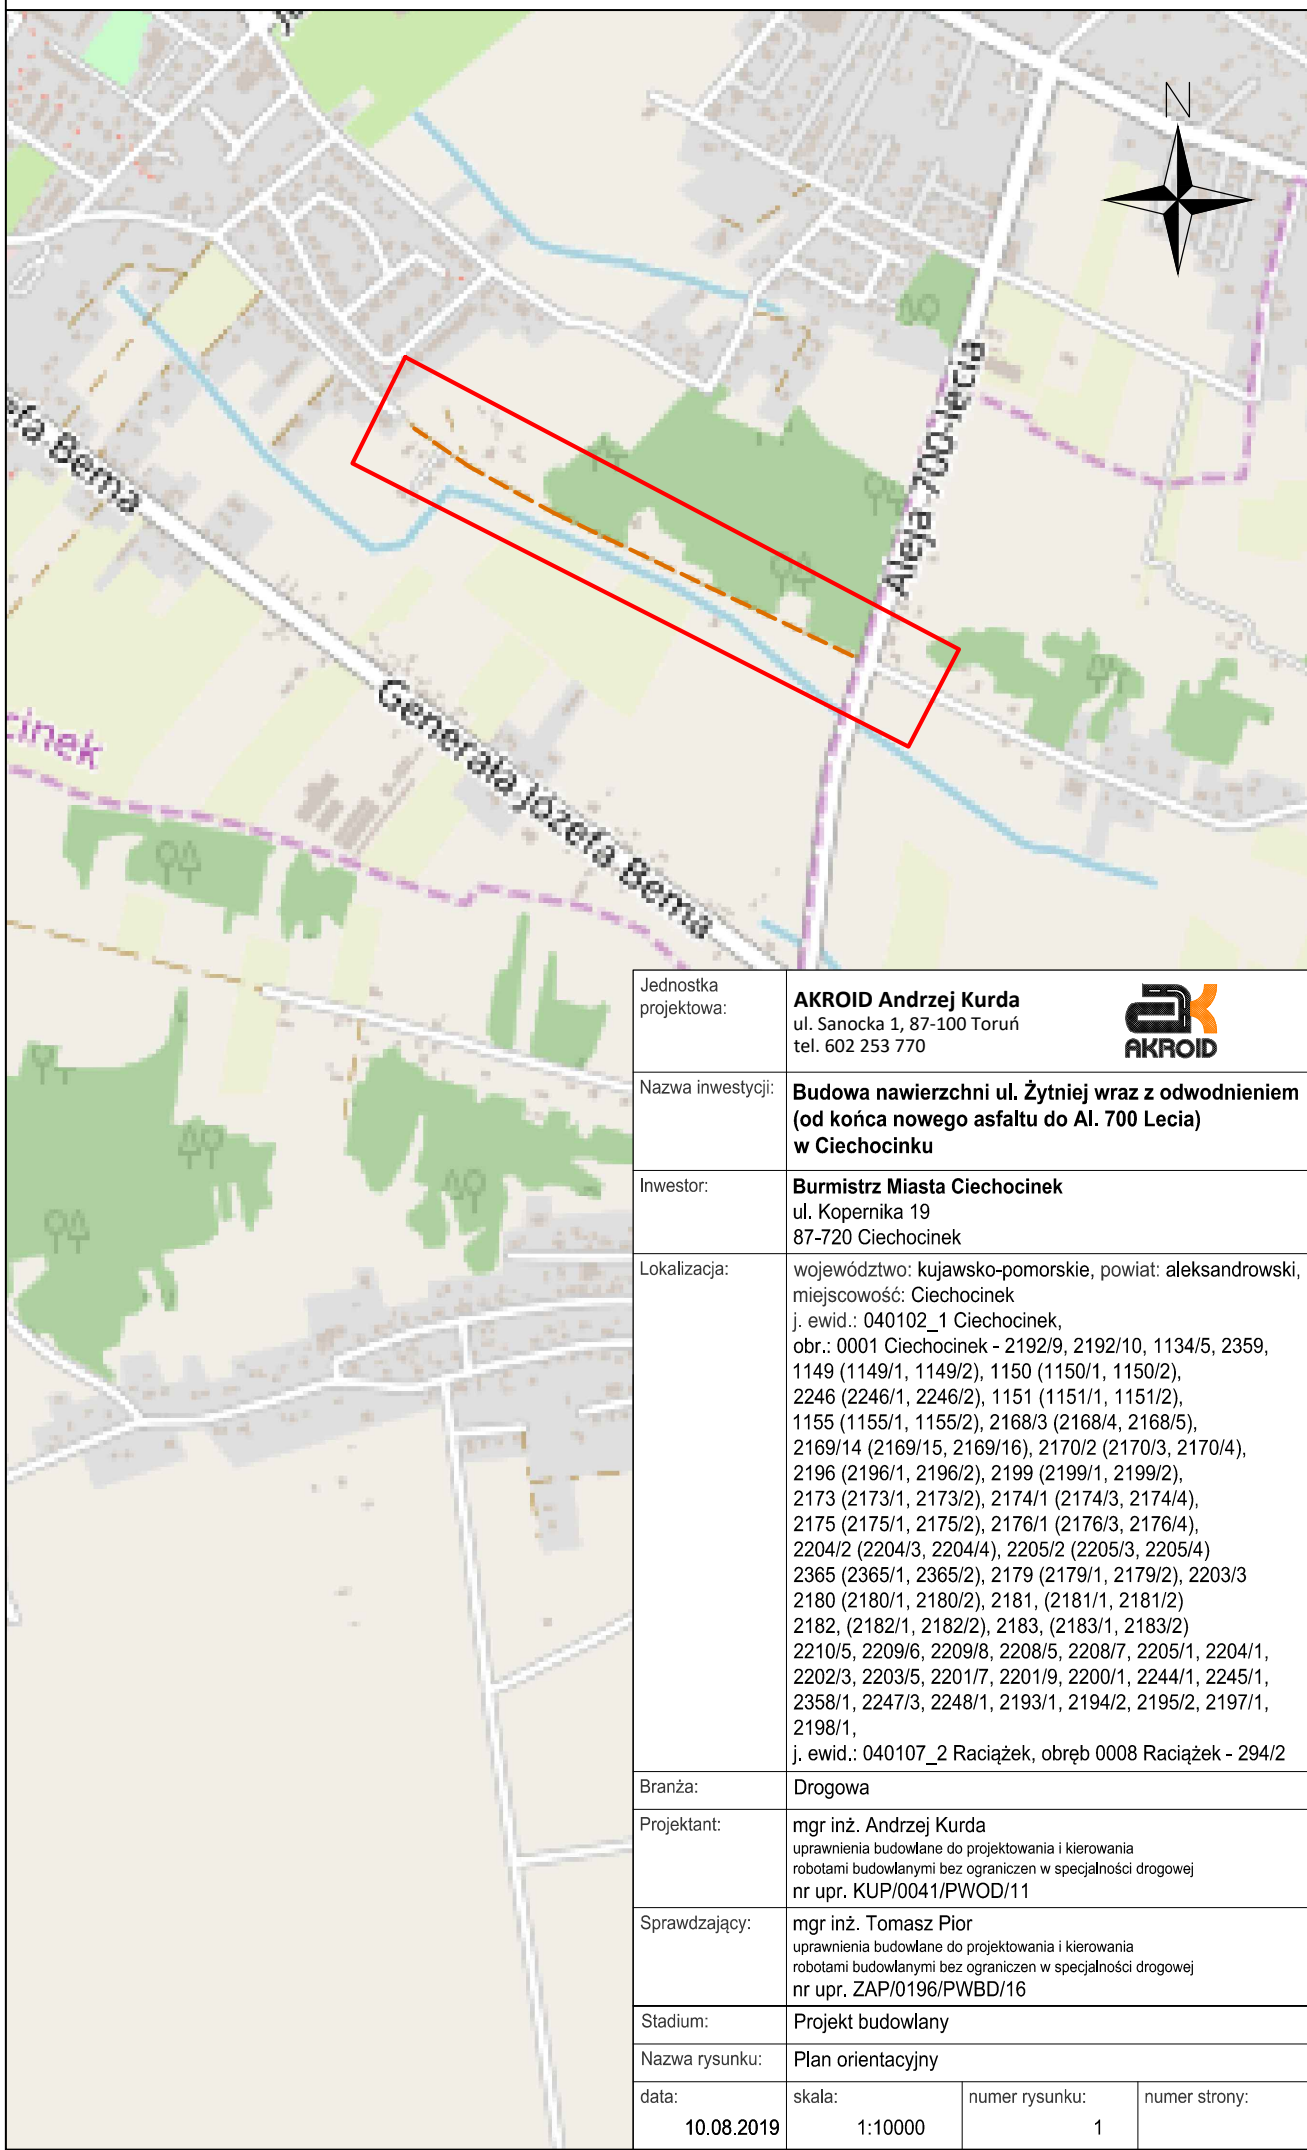 N
Aleja 700-lecia
efa Bema
Generała Józefa Bema
cinek
Jednostka
projektowa:
AKROID Andrzej Kurda
ul. Sanocka 1, 87-100 Toruń
tel. 602 253 770
AKROID
Nazwa inwestycji:
Budowa nawierzchni ul. Żytniej wraz z odwodnieniem
(od końca nowego asfaltu do Al. 700 Lecia)
w Ciechocinku
Inwestor:
Burmistrz Miasta Ciechocinek
ul. Kopernika 19
87-720 Ciechocinek
Lokalizacja:
województwo: kujawsko-pomorskie, powiat: aleksandrowski,
miejscowość: Ciechocinek
j. ewid.: 040102_1 Ciechocinek,
obr.: 0001 Ciechocinek - 2192/9, 2192/10, 1134/5, 2359,
1149 (1149/1, 1149/2), 1150 (1150/1, 1150/2),
2246 (2246/1, 2246/2), 1151 (1151/1, 1151/2),
1155 (1155/1, 1155/2), 2168/3 (2168/4, 2168/5),
2169/14 (2169/15, 2169/16), 2170/2 (2170/3, 2170/4),
2196 (2196/1, 2196/2), 2199 (2199/1, 2199/2),
2173 (2173/1, 2173/2), 2174/1 (2174/3, 2174/4),
2175 (2175/1, 2175/2), 2176/1 (2176/3, 2176/4),
2204/2 (2204/3, 2204/4), 2205/2 (2205/3, 2205/4)
2365 (2365/1, 2365/2), 2179 (2179/1, 2179/2), 2203/3
2180 (2180/1, 2180/2), 2181, (2181/1, 2181/2)
2182, (2182/1, 2182/2), 2183, (2183/1, 2183/2)
2210/5, 2209/6, 2209/8, 2208/5, 2208/7, 2205/1, 2204/1,
2202/3, 2203/5, 2201/7, 2201/9, 2200/1, 2244/1, 2245/1,
2358/1, 2247/3, 2248/1, 2193/1, 2194/2, 2195/2, 2197/1,
2198/1,
j. ewid.: 040107_2 Raciążek, obręb 0008 Raciążek - 294/2
Branża:
Drogowa
Projektant:
mgr inż. Andrzej Kurda
uprawnienia budowlane do projektowania i kierowania
robotami budowlanymi bez ograniczen w specjalności drogowej
nr upr. KUP/0041/PWOD/11
Sprawdzający:
mgr inż. Tomasz Pior
uprawnienia budowlane do projektowania i kierowania
robotami budowlanymi bez ograniczen w specjalności drogowej
nr upr. ZAP/0196/PWBD/16
Stadium:
Projekt budowlany
Nazwa rysunku:
Plan orientacyjny
data:
10.08.2019
skala:
1:10000
numer rysunku:
1
numer strony: